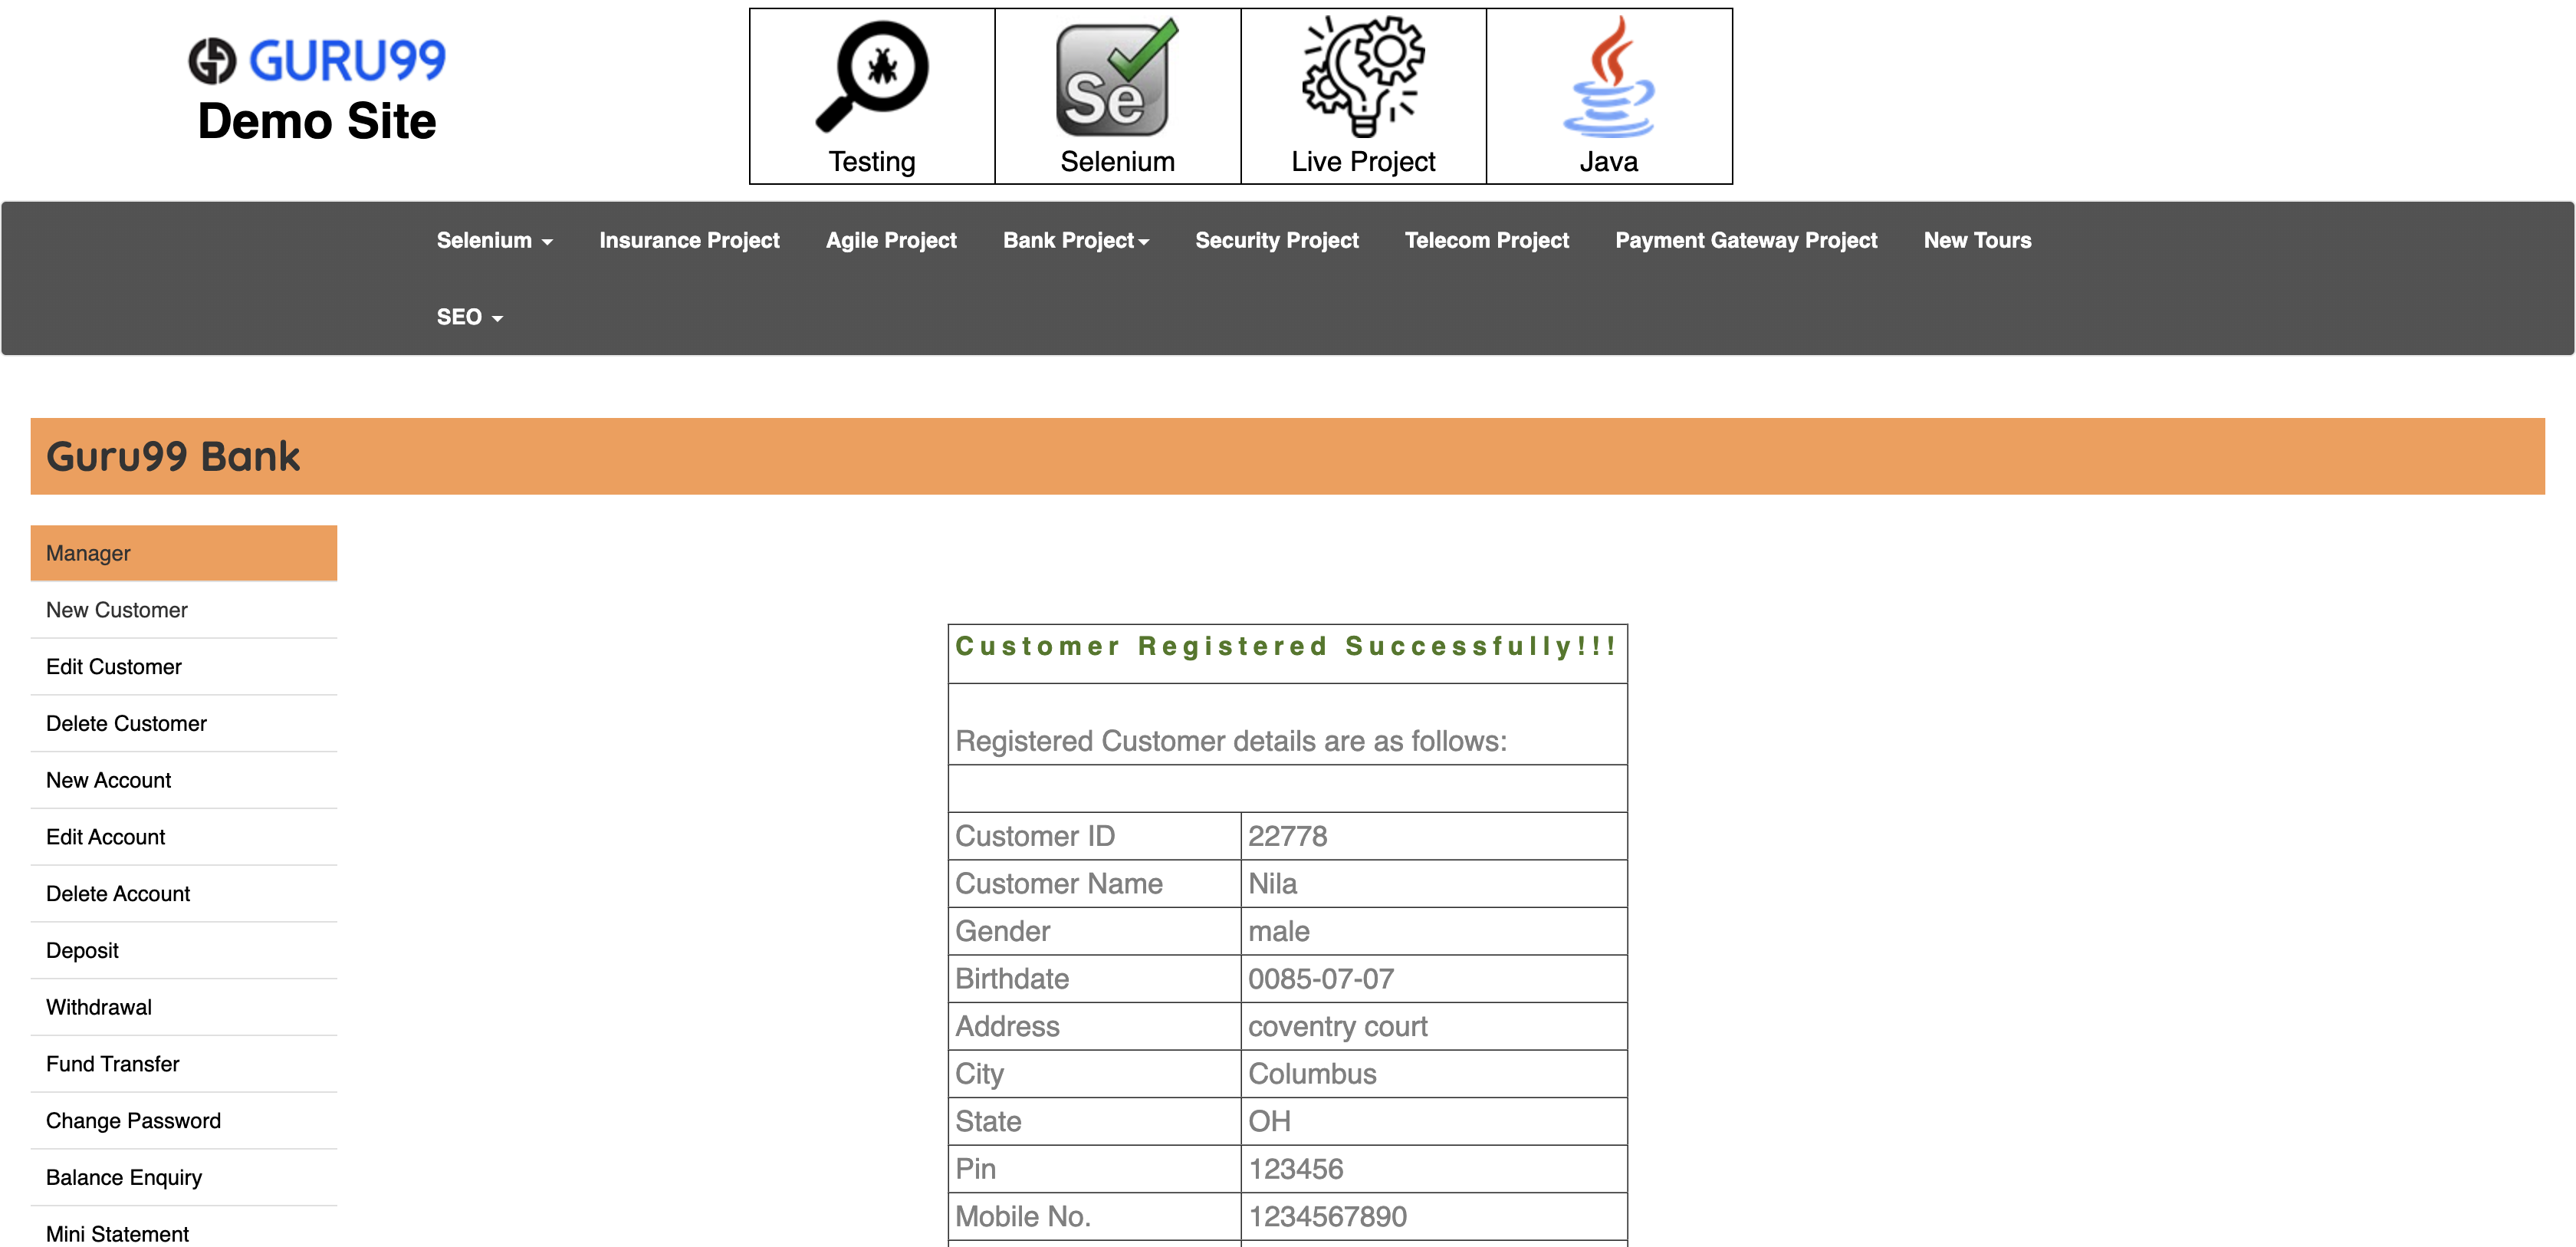 GURU99
Demo Site
Testing
Se
Selenium
Live Project
Java
Selenium
Insurance Project
Agile Project
Bank Project
Security Project
Telecom Project
Payment Gateway Project
New Tours
SEO
Guru99 Bank
Manager
New Customer
Edit Customer
Delete Customer
New Account
Edit Account
Delete Account
Deposit
Withdrawal
Fund Transfer
Change Password
Balance Enquiry
Mini Statement
Customer Registered Successfully!!!
Registered Customer details are as follows:
Customer ID 22778
Customer Name Nila
Gender male
Birthdate 0085-07-07
Address coventry court
City Columbus
State OH
Pin 123456
Mobile No. 1234567890